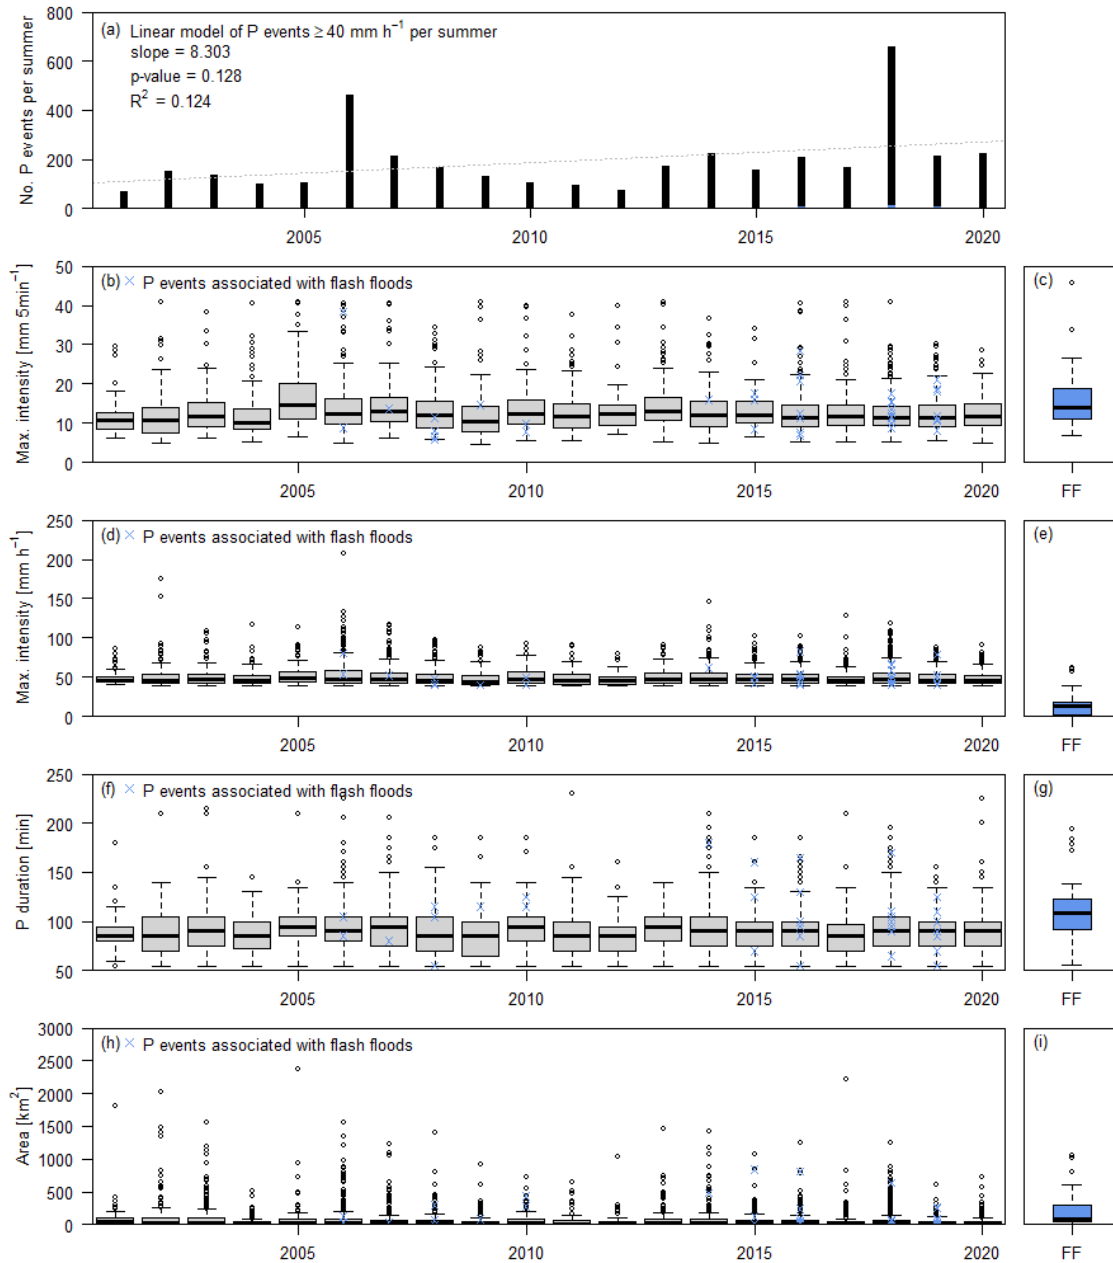 (a) Linear model of P events ≥ 40 mm h⁻¹ per summer
slope = 8.303
p-value = 0.128
R² = 0.124
No. P events per summer
800
600
400
200
0
2005 2010 2015 2020
(b) × P events associated with flash floods
Max. intensity [mm 5min⁻¹]
50
40
30
20
10
0
2005 2010 2015 2020
(c)
FF
(d) × P events associated with flash floods
Max. intensity [mm h⁻¹]
250
200
150
100
50
0
2005 2010 2015 2020
(e)
FF
(f) × P events associated with flash floods
P duration [min]
250
200
150
100
50
2005 2010 2015 2020
(g)
FF
(h) × P events associated with flash floods
Area [km²]
3000
2500
2000
1500
1000
500
0
2005 2010 2015 2020
(i)
FF